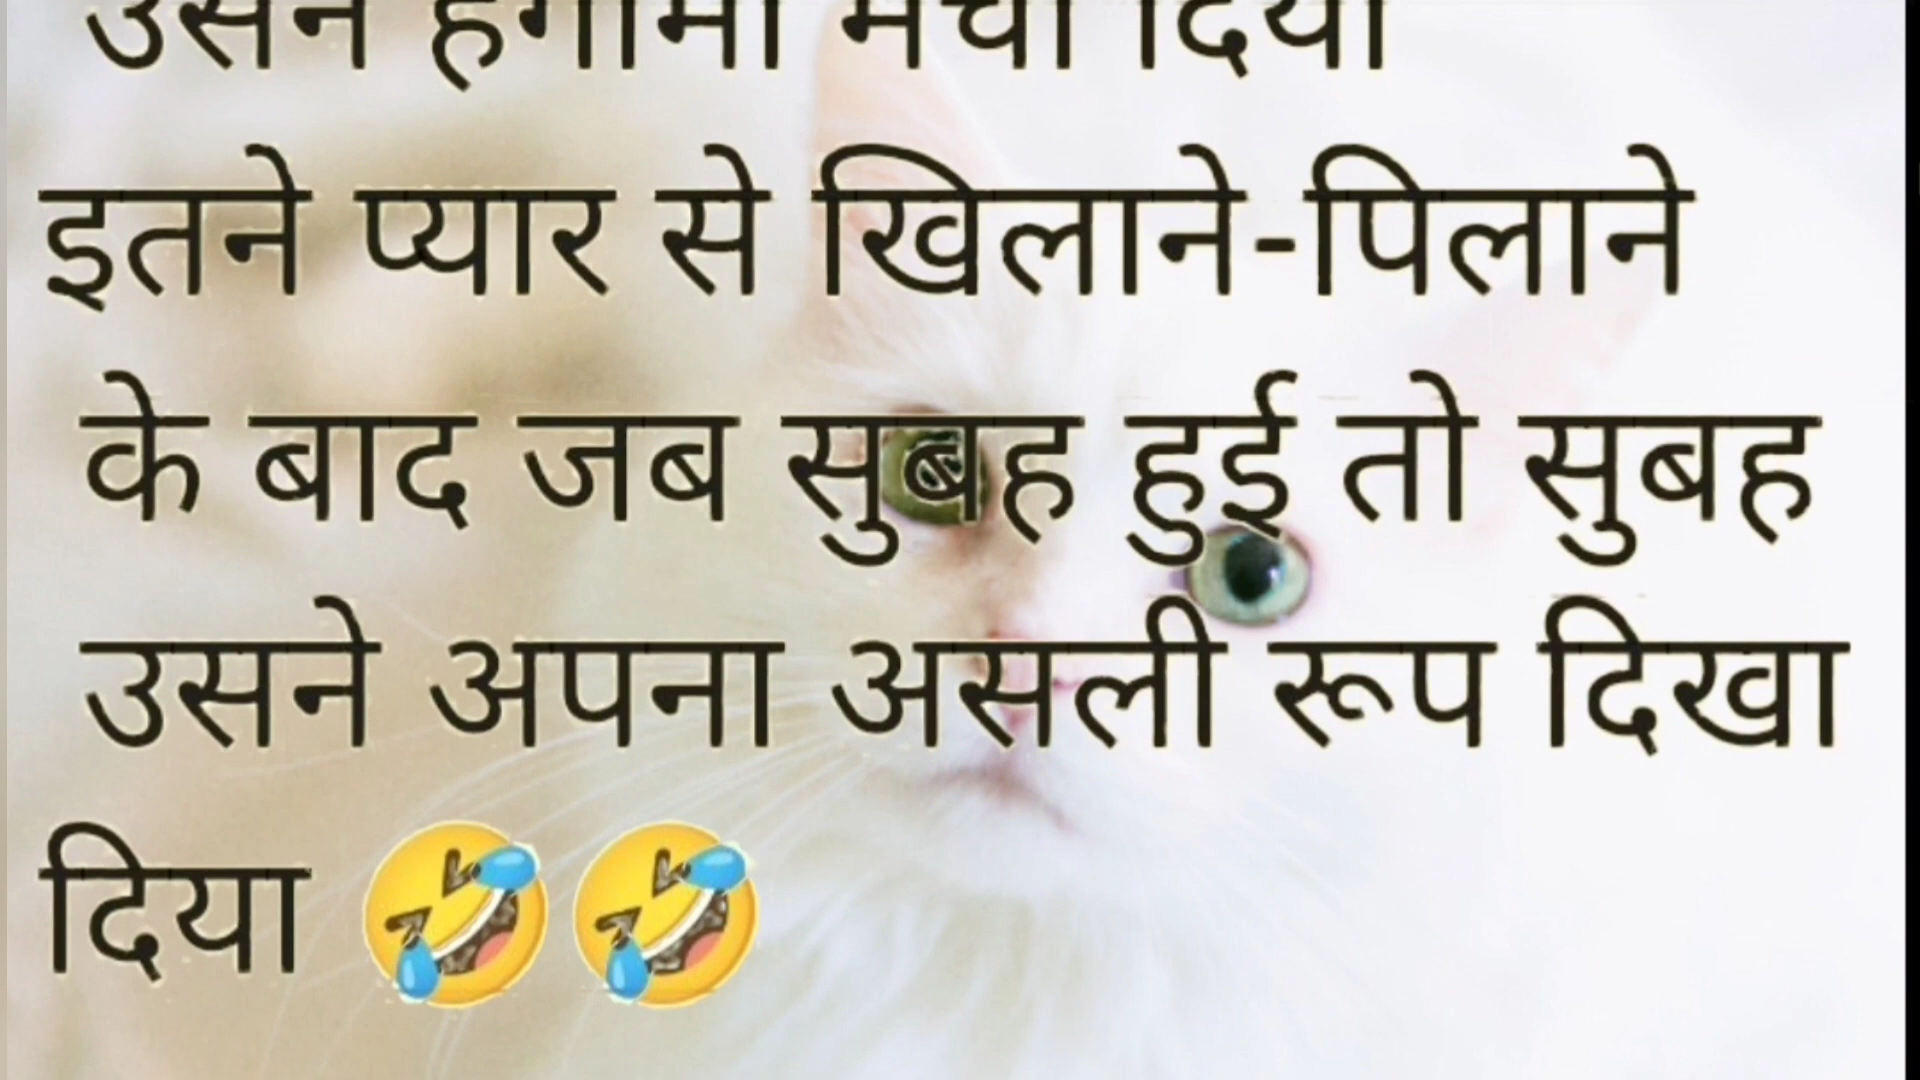 उसने हंगामा मचा दिया
इतने प्यार से खिलाने-पिलाने
के बाद जब सुबह हुई तो सुबह
उसने अपना असली रूप दिखा
दिया 🤣🤣